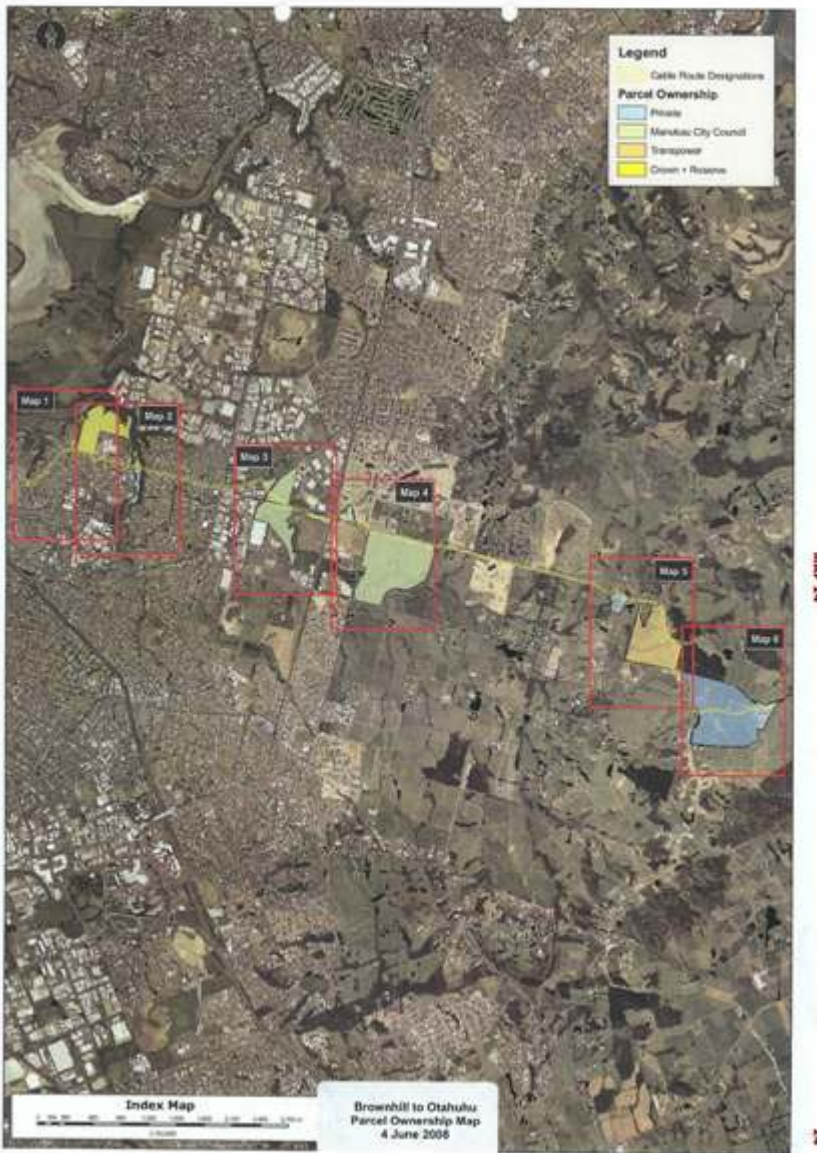 Legend
Cable Route Designations
Parcel Ownership
Private
Manukau City Council
Transpower
Crown + Reserve
Map 1
Map 2
Map 3
Map 4
Map 5
Map 6
Index Map
Brownhill to Otahuhu
Parcel Ownership Map
4 June 2008